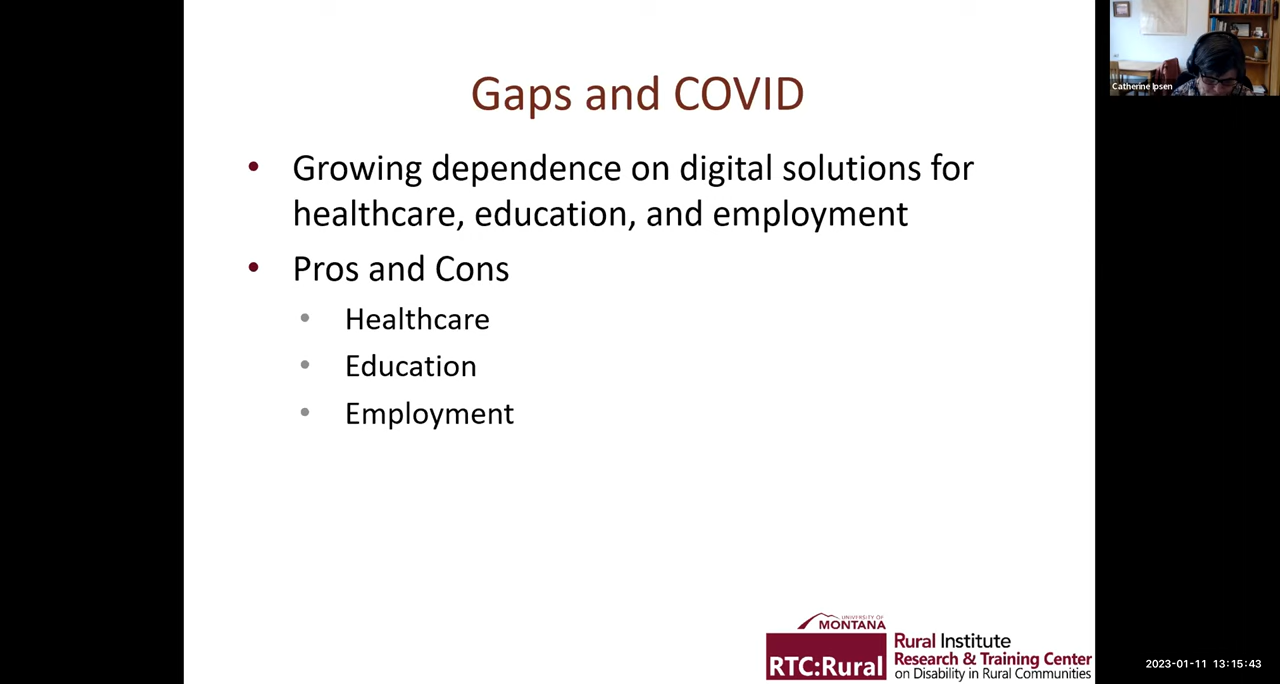 Gaps and COVID
• Growing dependence on digital solutions for
healthcare, education, and employment
• Pros and Cons
• Healthcare
• Education
• Employment
UNIVERSITY OF
MONTANA
RTC:Rural
Rural Institute
Research & Training Center
on Disability in Rural Communities
Catherine Ipsen
2023-01-11 13:15:43